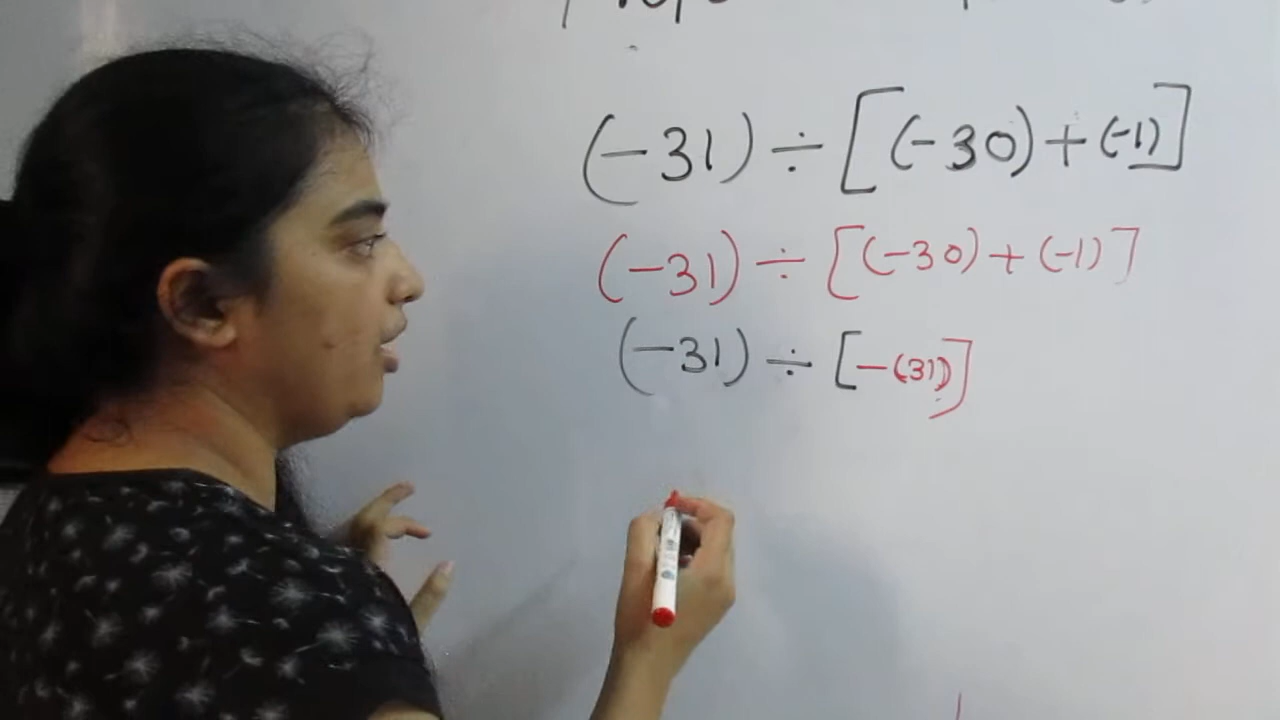 (-31) ÷ [(-30) + (-1)]
(-31) ÷ [(-30) + (-1)]
(-31) ÷ [-(31)]